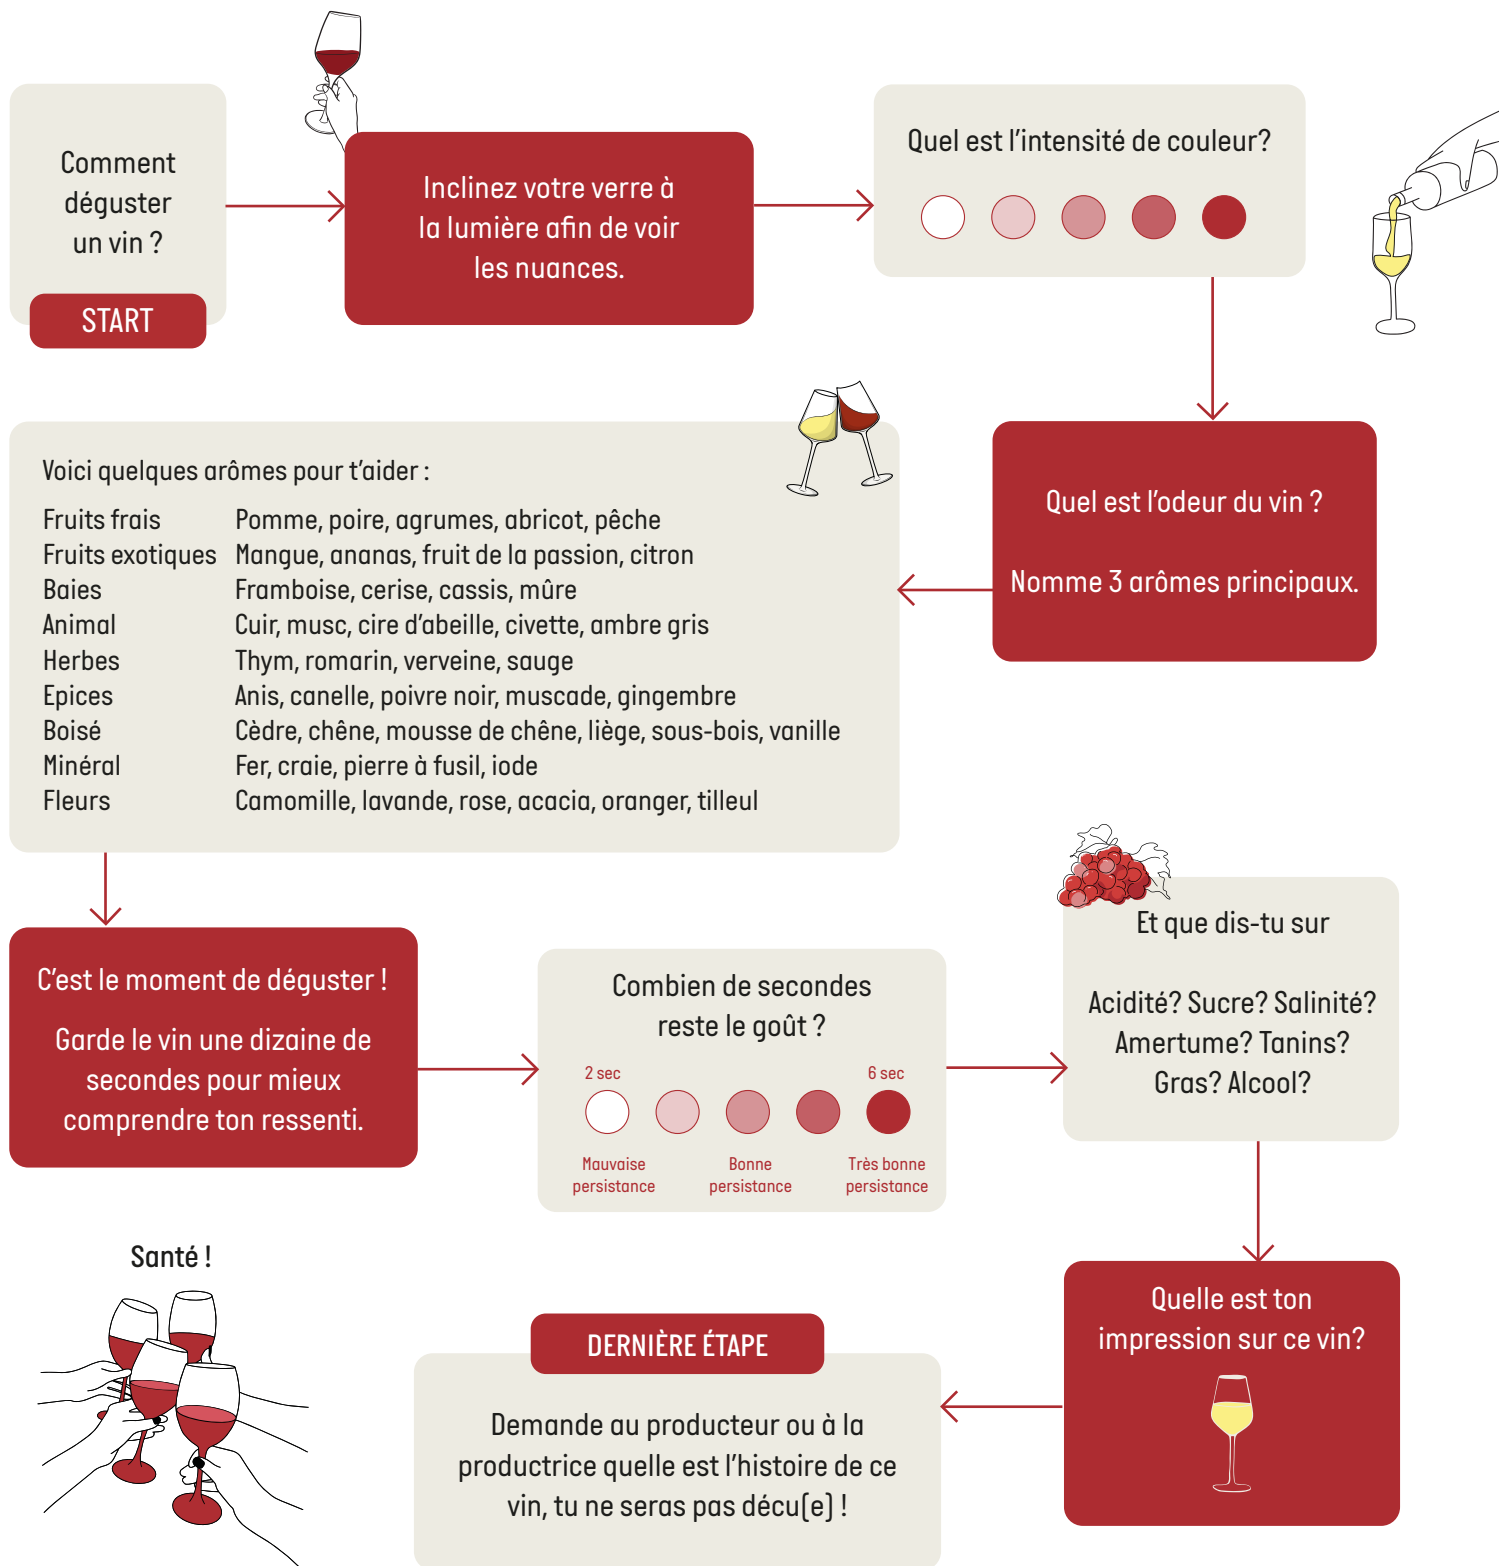 Comment
déguster
un vin ?
START
Inclinez votre verre à
la lumière afin de voir
les nuances.
Quel est l'intensité de couleur?
Quel est l'odeur du vin ?
Nomme 3 arômes principaux.
Voici quelques arômes pour t'aider :
Fruits frais Pomme, poire, agrumes, abricot, pêche
Fruits exotiques Mangue, ananas, fruit de la passion, citron
Baies Framboise, cerise, cassis, mûre
Animal Cuir, musc, cire d'abeille, civette, ambre gris
Herbes Thym, romarin, verveine, sauge
Epices Anis, canelle, poivre noir, muscade, gingembre
Boisé Cèdre, chêne, mousse de chêne, liège, sous-bois, vanille
Minéral Fer, craie, pierre à fusil, iode
Fleurs Camomille, lavande, rose, acacia, oranger, tilleul
C'est le moment de déguster !
Garde le vin une dizaine de
secondes pour mieux
comprendre ton ressenti.
Combien de secondes
reste le goût ?
2 sec 6 sec
Mauvaise persistance
Bonne persistance
Très bonne persistance
Et que dis-tu sur
Acidité? Sucre? Salinité?
Amertume? Tanins?
Gras? Alcool?
Quelle est ton
impression sur ce vin?
DERNIÈRE ÉTAPE
Demande au producteur ou à la
productrice quelle est l'histoire de ce
vin, tu ne seras pas décu(e) !
Santé !